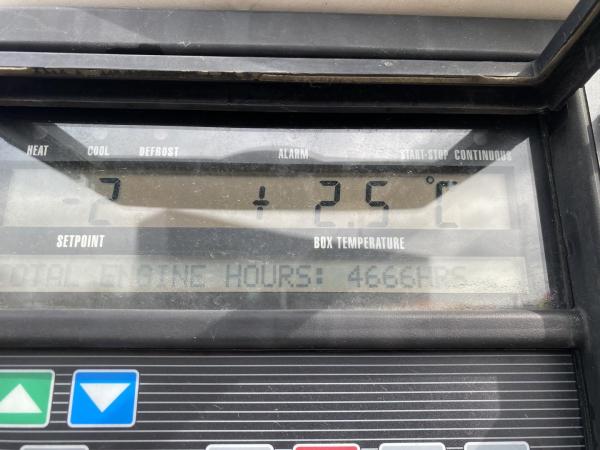 HEAT COOL DEFROST ALARM START-STOP CONTINUOUS
-2 + 2.5 °C
SETPOINT BOX TEMPERATURE
TOTAL ENGINE HOURS: 4666HRS